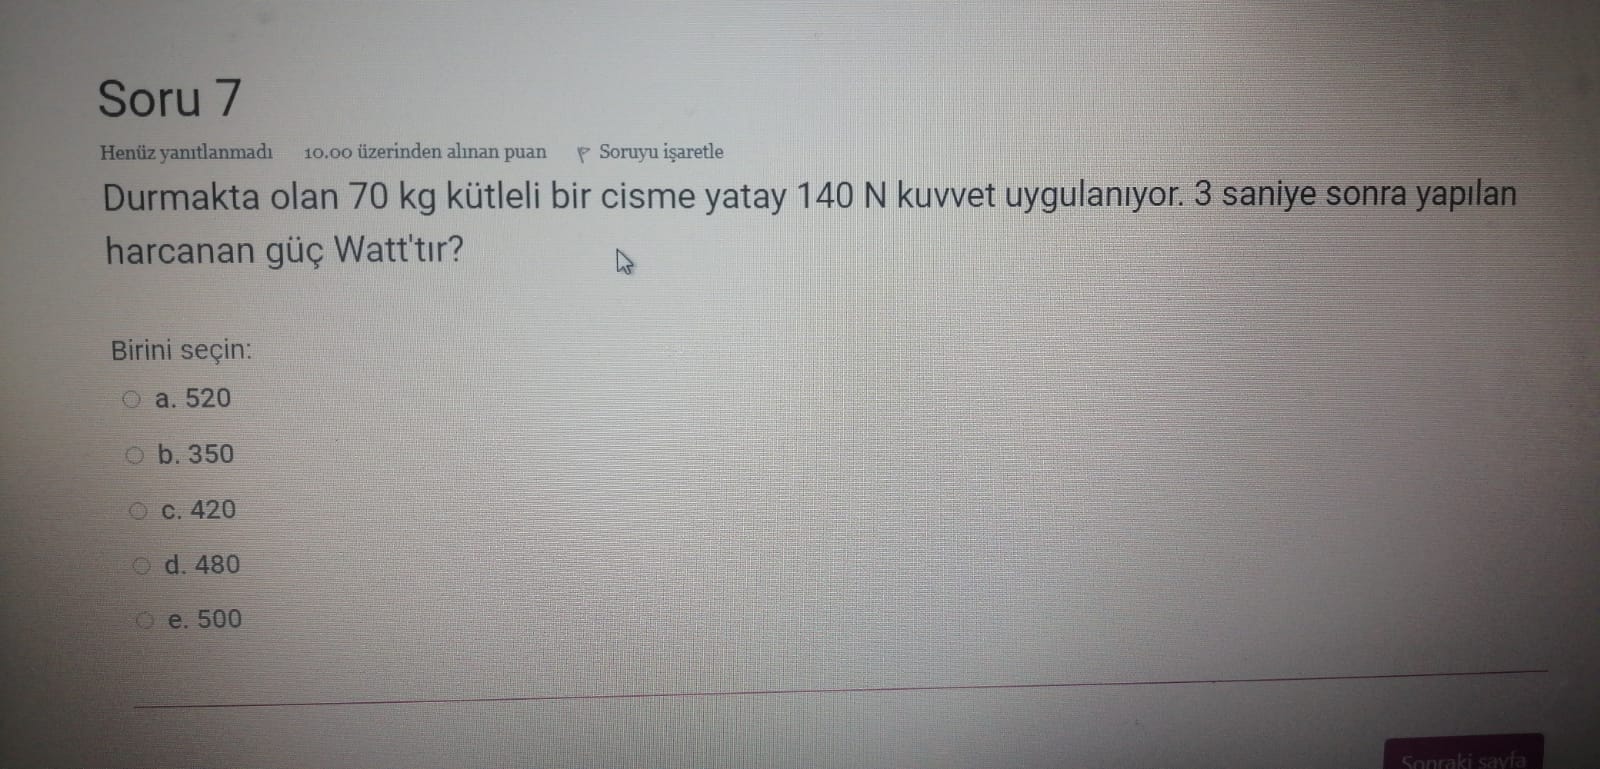 Soru 7
Henüz yanıtlanmadı 10.00 üzerinden alınan puan Soruyu işaretle
Durmakta olan 70 kg kütleli bir cisme yatay 140 N kuvvet uygulanıyor. 3 saniye sonra yapılan
harcanan güç Watt'tır?
Birini seçin:
a. 520
b. 350
c. 420
d. 480
e. 500
Sonraki sayfa